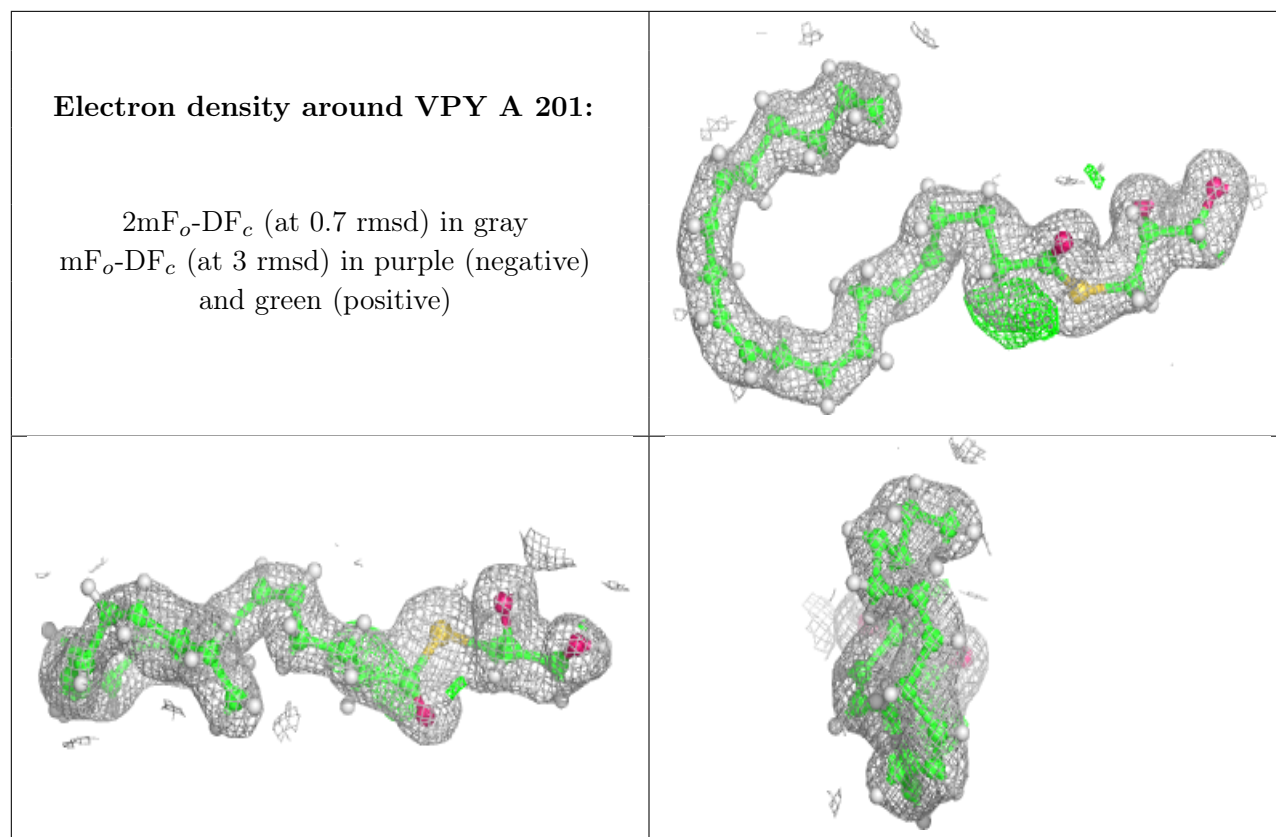 Electron density around VPY A 201:
2mFo-DFc (at 0.7 rmsd) in gray
mFo-DFc (at 3 rmsd) in purple (negative)
and green (positive)